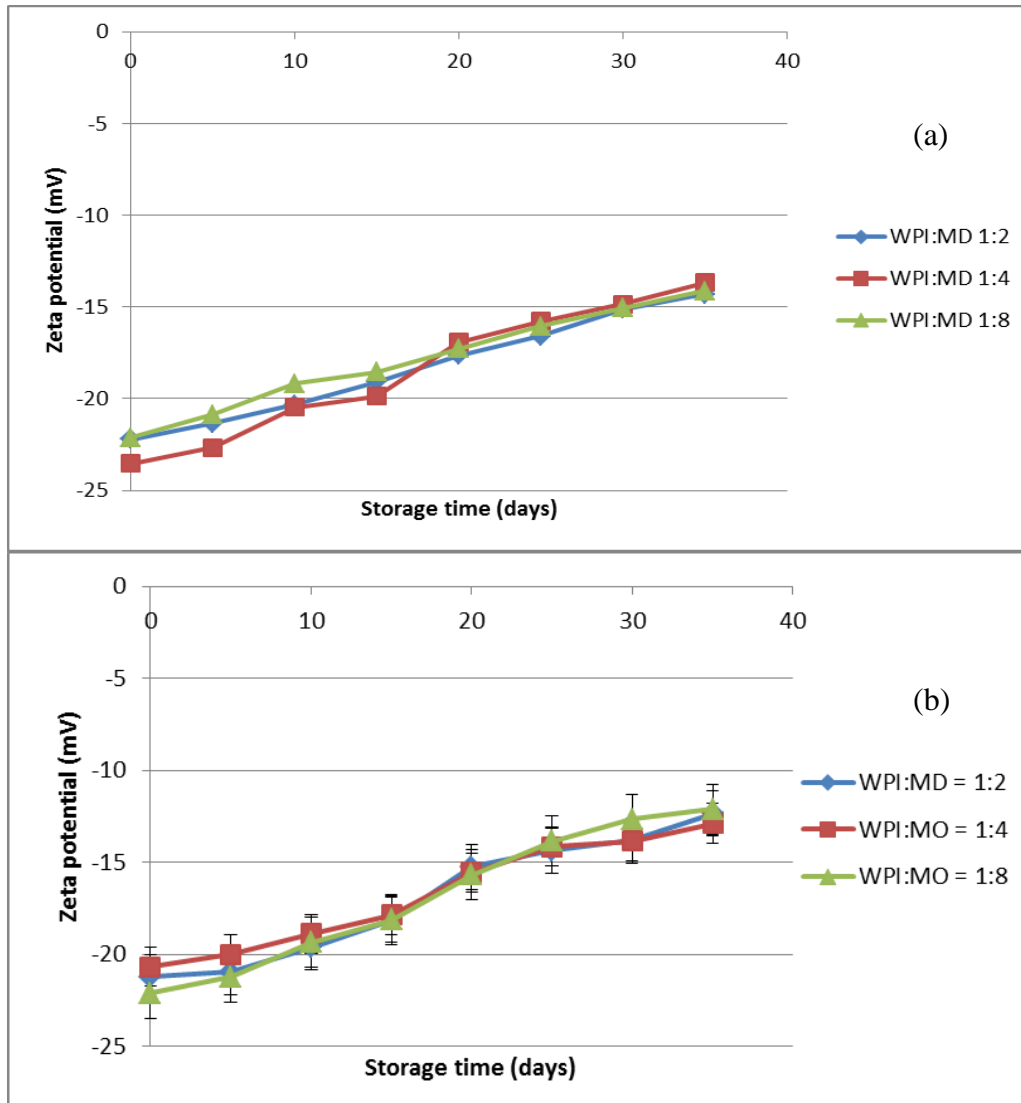 0
0
10
20
30
40
-5
(a)
-10
Zeta potential (mV)
WPI:MD 1:2
-15
WPI:MD 1:4
WPI:MD 1:8
-20
-25
Storage time (days)
0
0
10
20
30
40
-5
(b)
-10
Zeta potential (mV)
WPI:MD = 1:2
WPI:MO = 1:4
-15
WPI:MO = 1:8
-20
-25
Storage time (days)